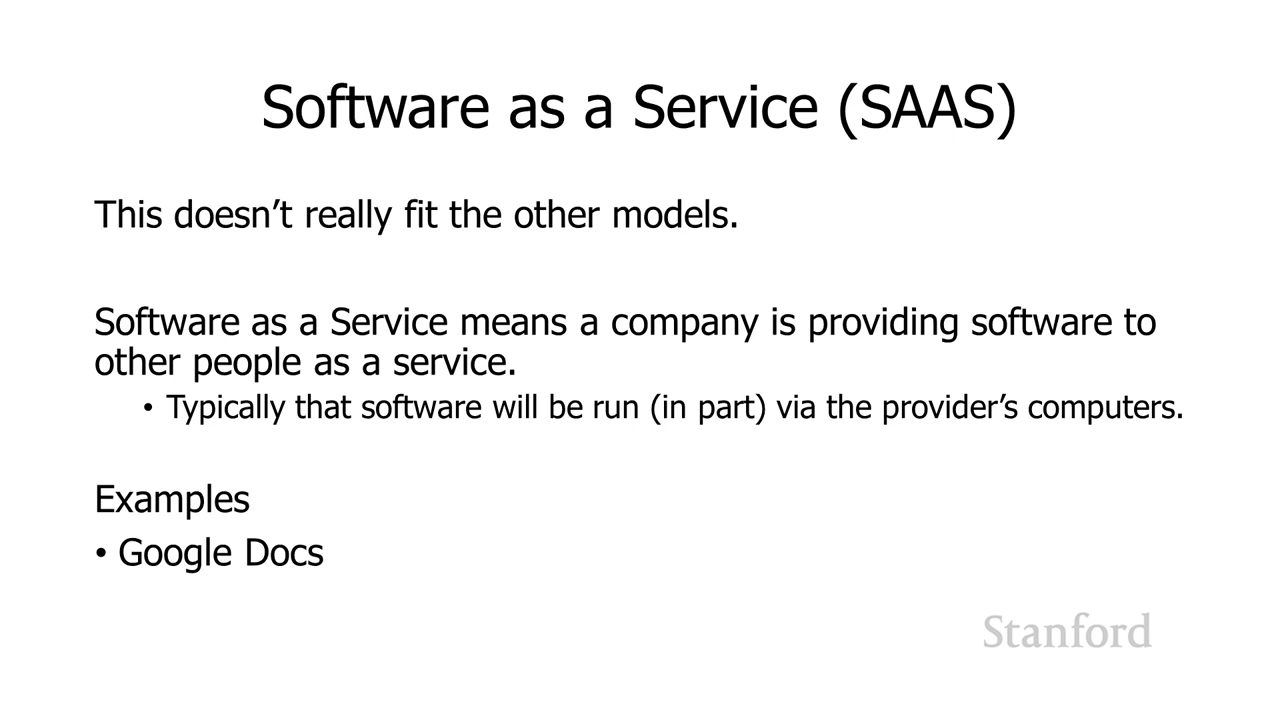 Software as a Service (SAAS)
This doesn’t really fit the other models.
Software as a Service means a company is providing software to
other people as a service.
• Typically that software will be run (in part) via the provider’s computers.
Examples
• Google Docs
Stanford